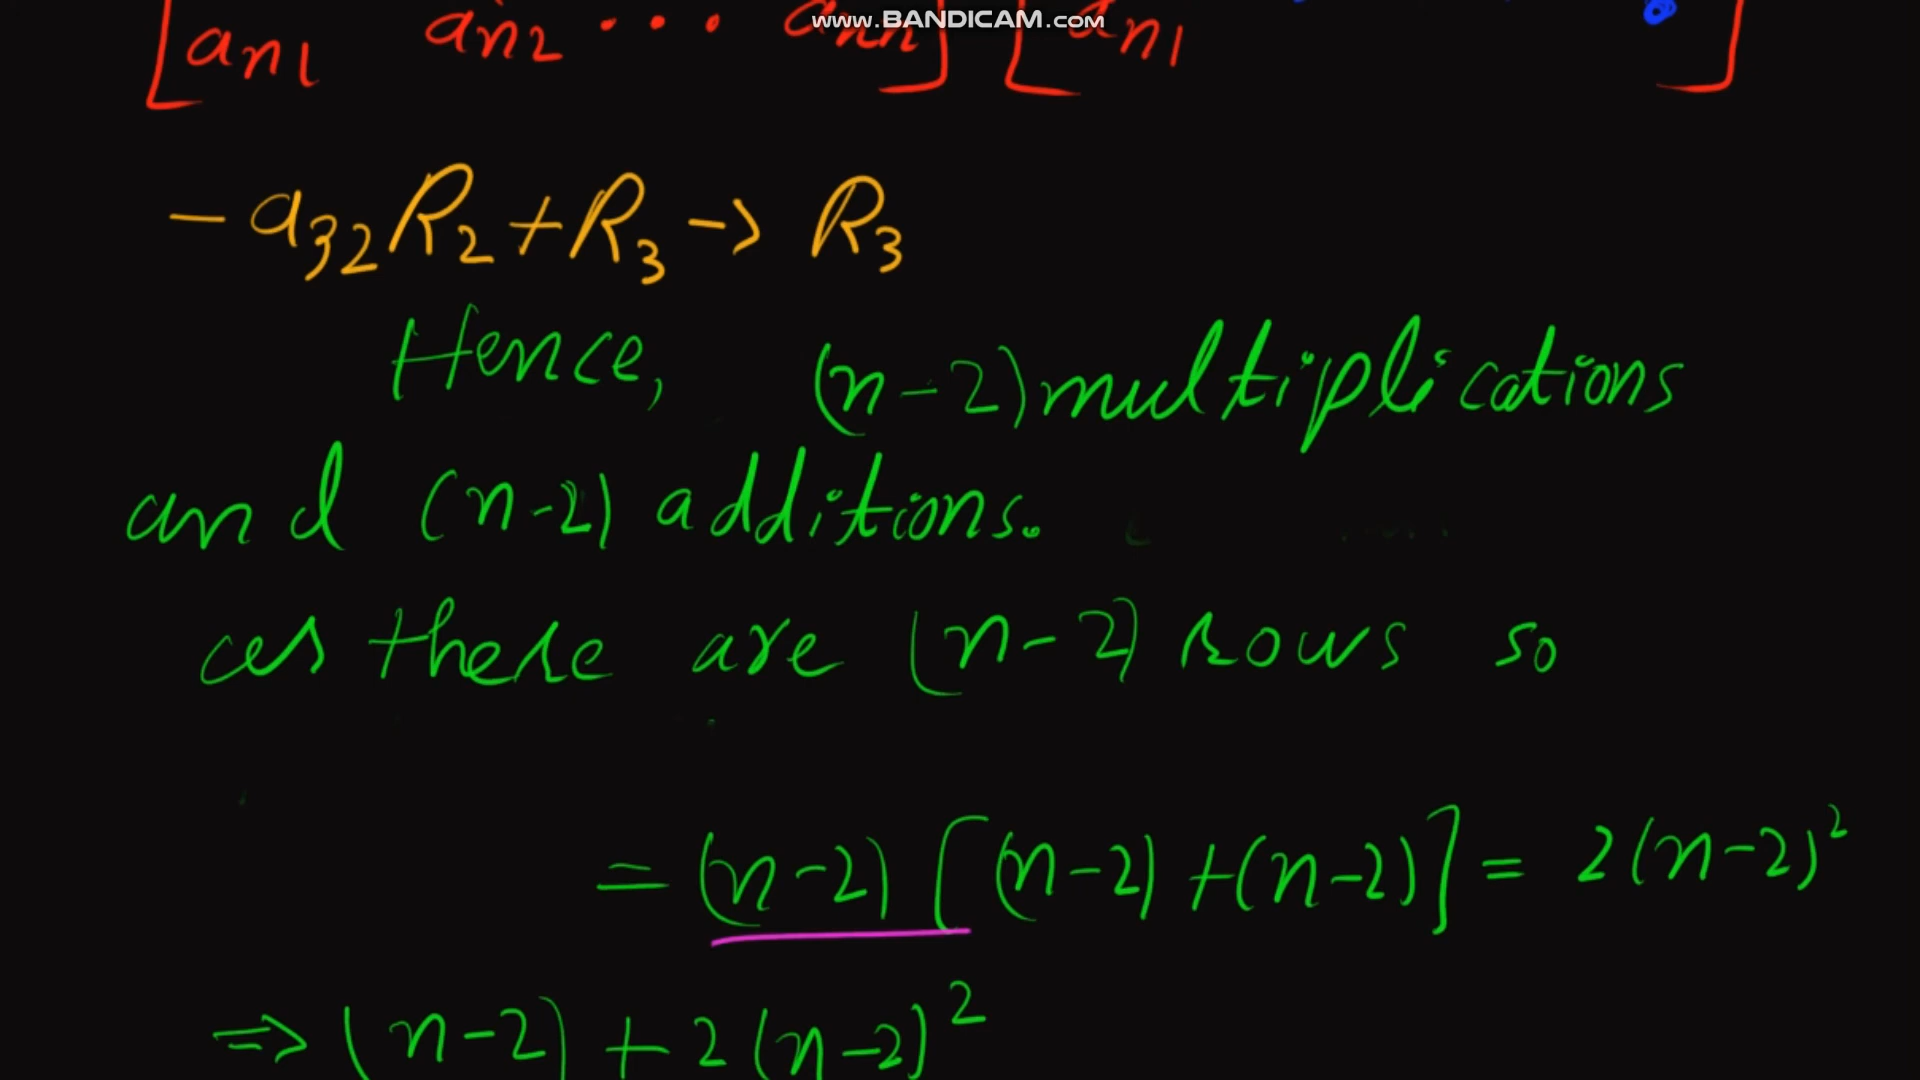 www.BANDICAM.com
[an1 an2 ... ann] [an1 ]
-a32R2+R3 -> R3
Hence, (n-2) multiplications
and (n-2) additions.
as there are (n-2) rows so
= (n-2) [(n-2) + (n-2)] = 2(n-2)²
⇒ (n-2) + 2(n-2)²